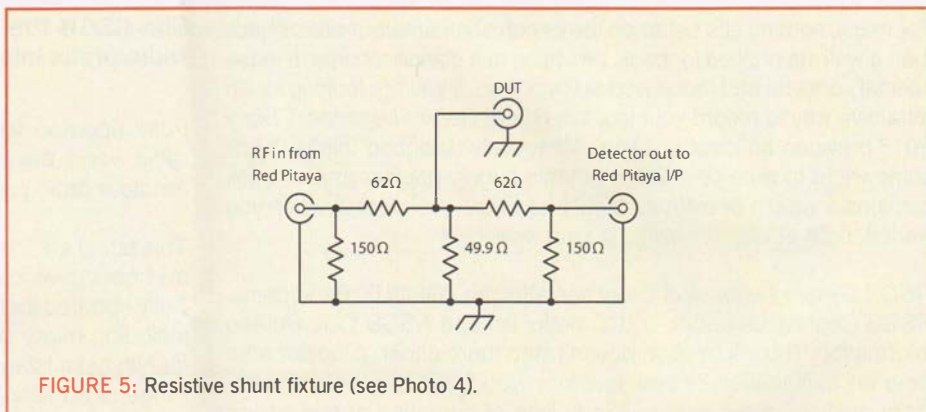 DUT
RF in from
Red Pitaya
Detector out to
Red Pitaya I/P
62Ω
62Ω
150Ω
49.9Ω
150Ω
FIGURE 5: Resistive shunt fixture (see Photo 4).